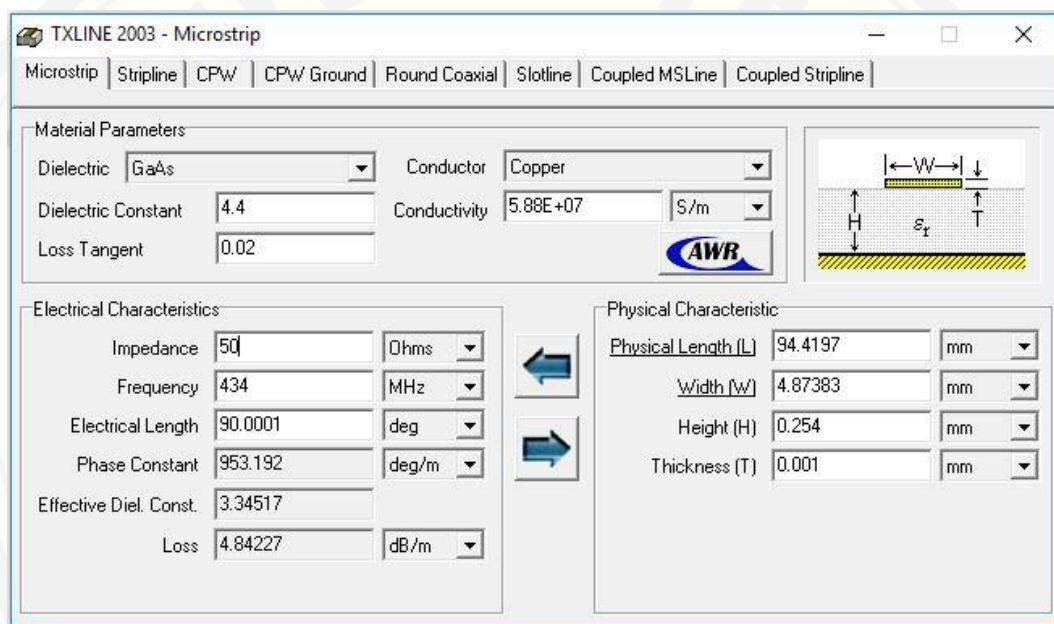 TXLINE 2003 - Microstrip
Microstrip Stripline CPW CPW Ground Round Coaxial Slotline Coupled MSLine Coupled Stripline
Material Parameters
Dielectric GaAs Conductor Copper
Dielectric Constant 4.4 Conductivity 5.88E+07 S/m
Loss Tangent 0.02 AWR
W
H εr T
Electrical Characteristics
Impedance 50 Ohms
Frequency 434 MHz
Electrical Length 90.0001 deg
Phase Constant 953.192 deg/m
Effective Diel. Const. 3.34517
Loss 4.84227 dB/m
Physical Characteristic
Physical Length (L) 94.4197 mm
Width (W) 4.87383 mm
Height (H) 0.254 mm
Thickness (T) 0.001 mm